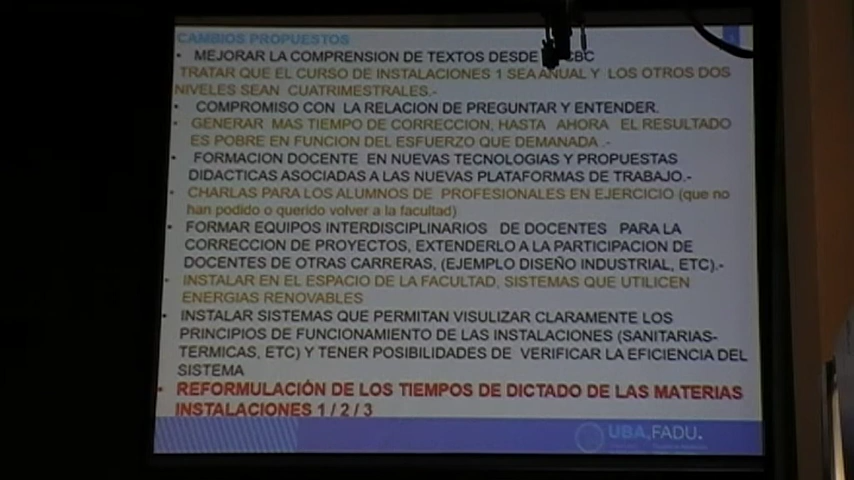 CAMBIOS PROPUESTOS
• MEJORAR LA COMPRENSION DE TEXTOS DESDE CBC
TRATAR QUE EL CURSO DE INSTALACIONES 1 SEA ANUAL Y LOS OTROS DOS
NIVELES SEAN CUATRIMESTRALES.-
• COMPROMISO CON LA RELACION DE PREGUNTAR Y ENTENDER.
• GENERAR MAS TIEMPO DE CORRECCION, HASTA AHORA EL RESULTADO
ES POBRE EN FUNCION DEL ESFUERZO QUE DEMANADA .-
• FORMACION DOCENTE EN NUEVAS TECNOLOGIAS Y PROPUESTAS
DIDACTICAS ASOCIADAS A LAS NUEVAS PLATAFORMAS DE TRABAJO.-
• CHARLAS PARA LOS ALUMNOS DE PROFESIONALES EN EJERCICIO (que no
han podido o querido volver a la facultad)
• FORMAR EQUIPOS INTERDISCIPLINARIOS DE DOCENTES PARA LA
CORRECCION DE PROYECTOS, EXTENDERLO A LA PARTICIPACION DE
DOCENTES DE OTRAS CARRERAS, (EJEMPLO DISEÑO INDUSTRIAL, ETC).-
• INSTALAR EN EL ESPACIO DE LA FACULTAD, SISTEMAS QUE UTILICEN
ENERGIAS RENOVABLES
• INSTALAR SISTEMAS QUE PERMITAN VISULIZAR CLARAMENTE LOS
PRINCIPIOS DE FUNCIONAMIENTO DE LAS INSTALACIONES (SANITARIAS-
TERMICAS, ETC) Y TENER POSIBILIDADES DE VERIFICAR LA EFICIENCIA DEL
SISTEMA
• REFORMULACIÓN DE LOS TIEMPOS DE DICTADO DE LAS MATERIAS
INSTALACIONES 1 / 2 / 3
UBA,FADU.